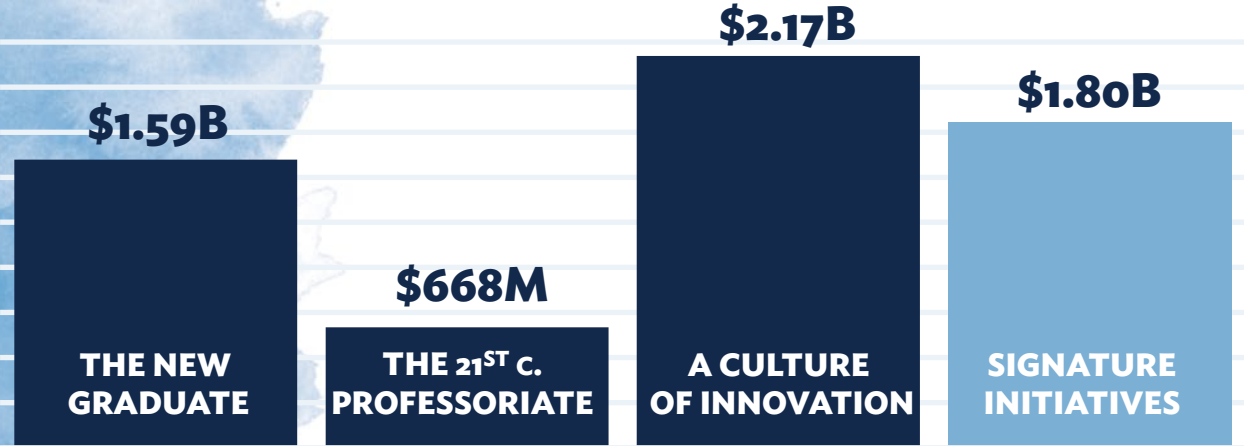 $1.59B
THE NEW
GRADUATE
$668M
THE 21ST C.
PROFESSORIATE
$2.17B
A CULTURE
OF INNOVATION
$1.80B
SIGNATURE
INITIATIVES